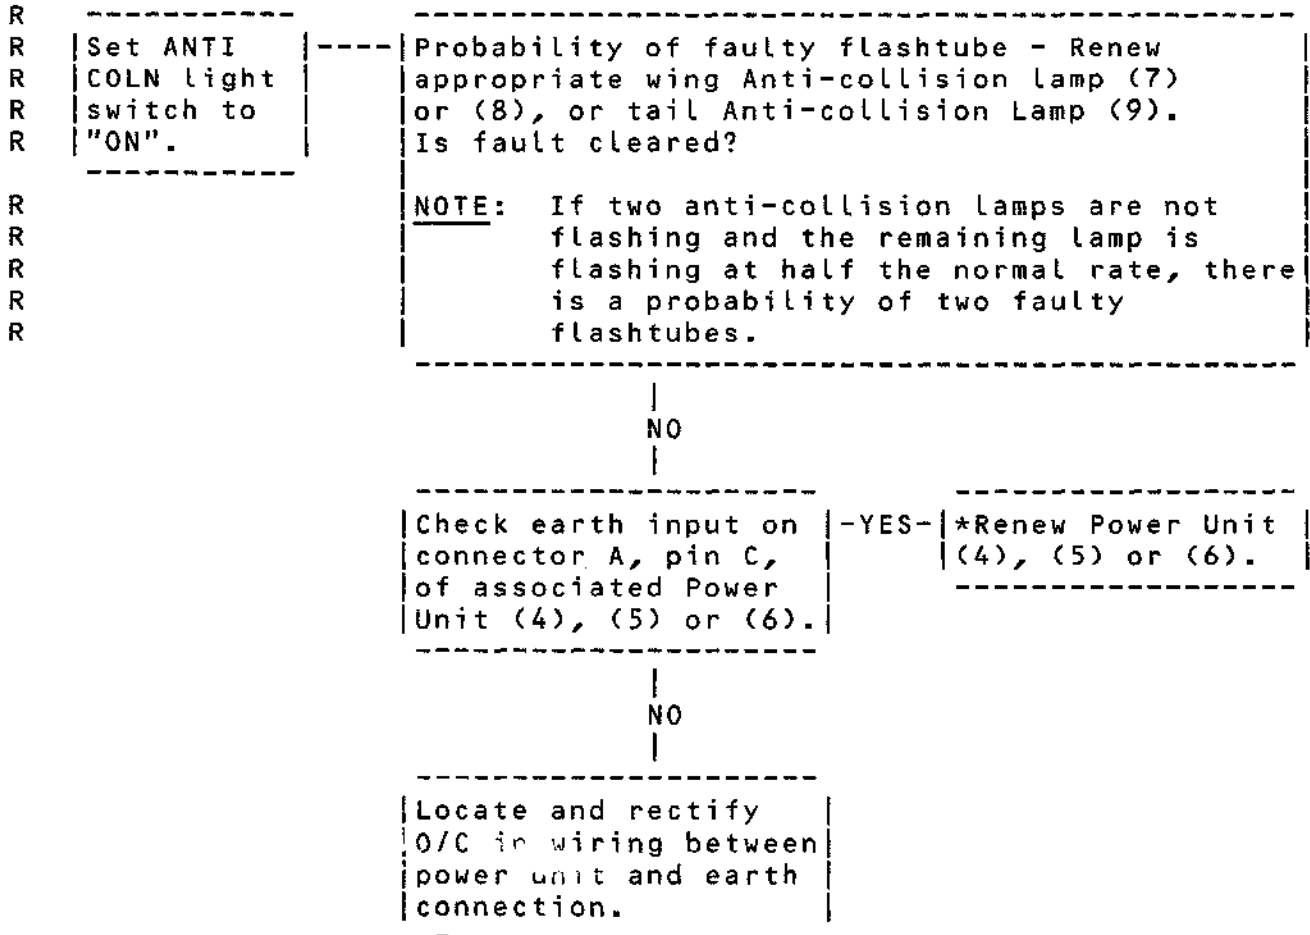 R
R Set ANTI Probability of faulty flashtube - Renew
R COLN light appropriate wing Anti-collision lamp (7)
R switch to or (8), or tail Anti-collision Lamp (9).
R "ON". Is fault cleared?
R NOTE: If two anti-collision lamps are not
R flashing and the remaining lamp is
R flashing at half the normal rate, there
R is a probability of two faulty
R flashtubes.
NO
Check earth input on -YES- *Renew Power Unit
connector A, pin C, (4), (5) or (6).
of associated Power
Unit (4), (5) or (6).
NO
Locate and rectify
O/C in wiring between
power unit and earth
connection.